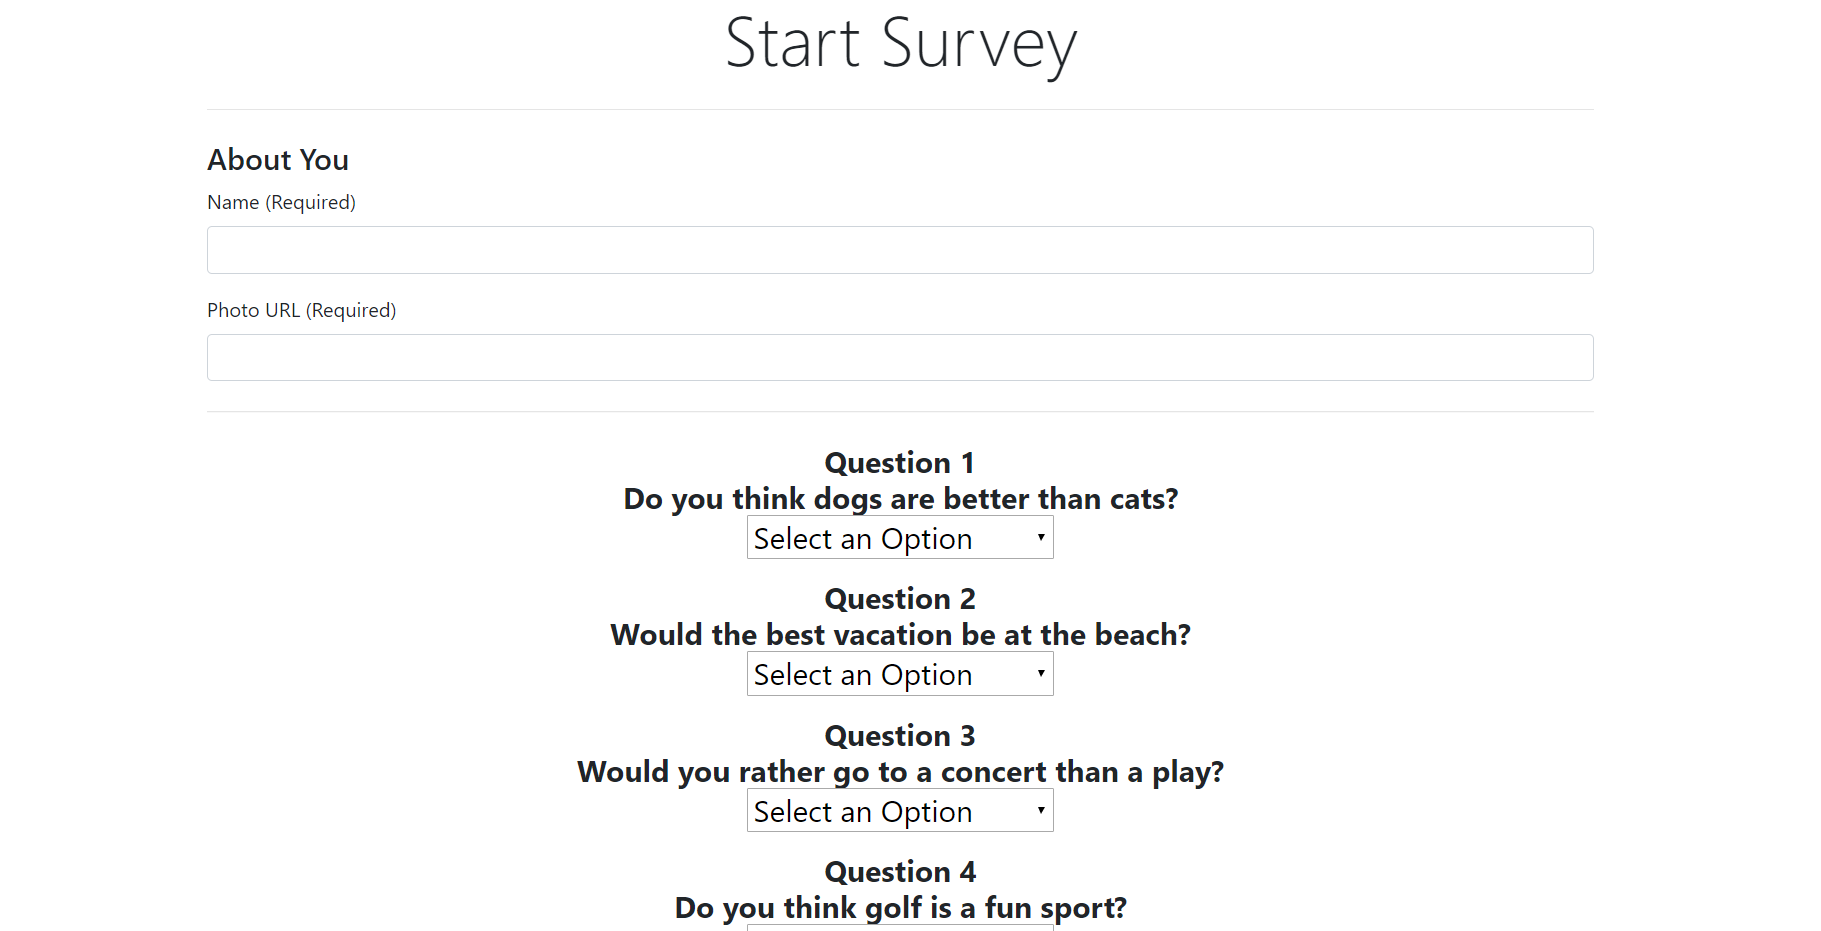 Start Survey
About You
Name (Required)
Photo URL (Required)
Question 1
Do you think dogs are better than cats?
Select an Option
Question 2
Would the best vacation be at the beach?
Select an Option
Question 3
Would you rather go to a concert than a play?
Select an Option
Question 4
Do you think golf is a fun sport?